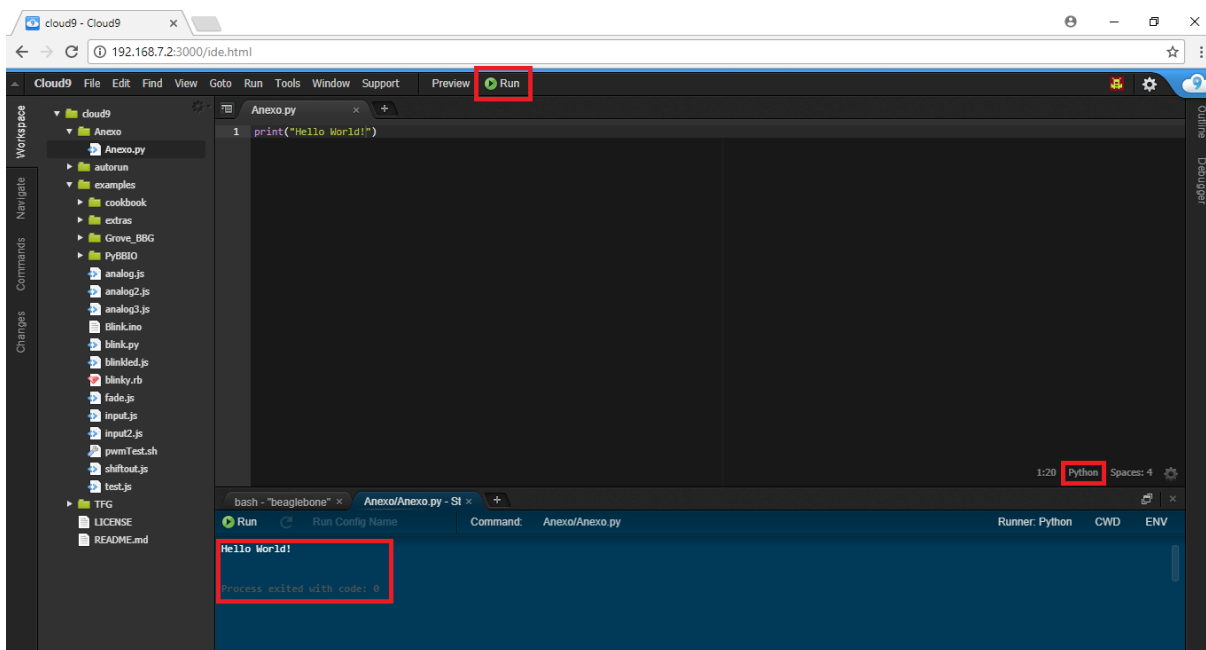 cloud9 - Cloud9
192.168.7.2:3000/ide.html
Cloud9 File Edit Find View Goto Run Tools Window Support Preview Run
Workspace
Navigate
Commands
Changes
cloud9
Anexo
Anexo.py
autorun
examples
cookbook
extras
Grove_BBG
PyBBIO
analog.js
analog2.js
analog3.js
Blink.ino
blink.py
blinkled.js
blinky.rb
fade.js
input.js
input2.js
pwmTest.sh
shiftout.js
test.js
TFG
LICENSE
README.md
Anexo.py
1 print("Hello World!")
1:20 Python Spaces: 4
Outline
Debugger
bash - "beaglebone" Anexo/Anexo.py - St
Run Run Config Name Command: Anexo/Anexo.py Runner: Python CWD ENV
Hello World!
Process exited with code: 0